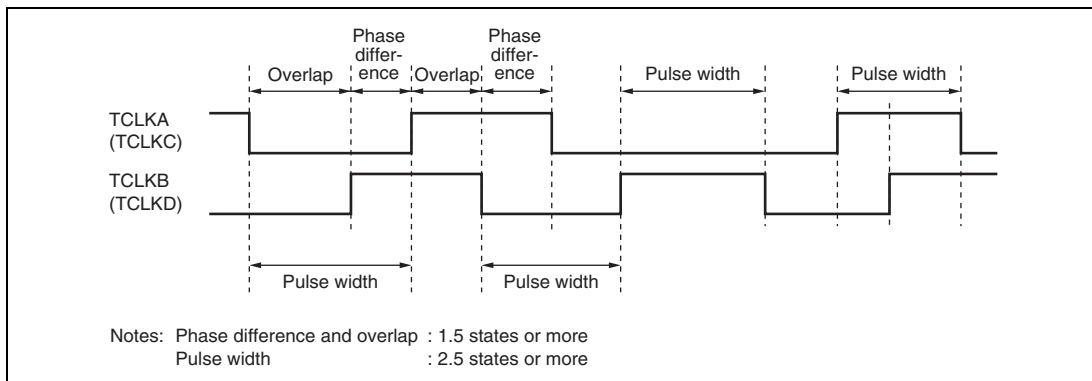 Phase
differ-
ence
Phase
differ-
ence
Overlap
Overlap
Pulse width
Pulse width
TCLKA
(TCLKC)
TCLKB
(TCLKD)
Pulse width
Pulse width
Notes: Phase difference and overlap : 1.5 states or more
Pulse width : 2.5 states or more